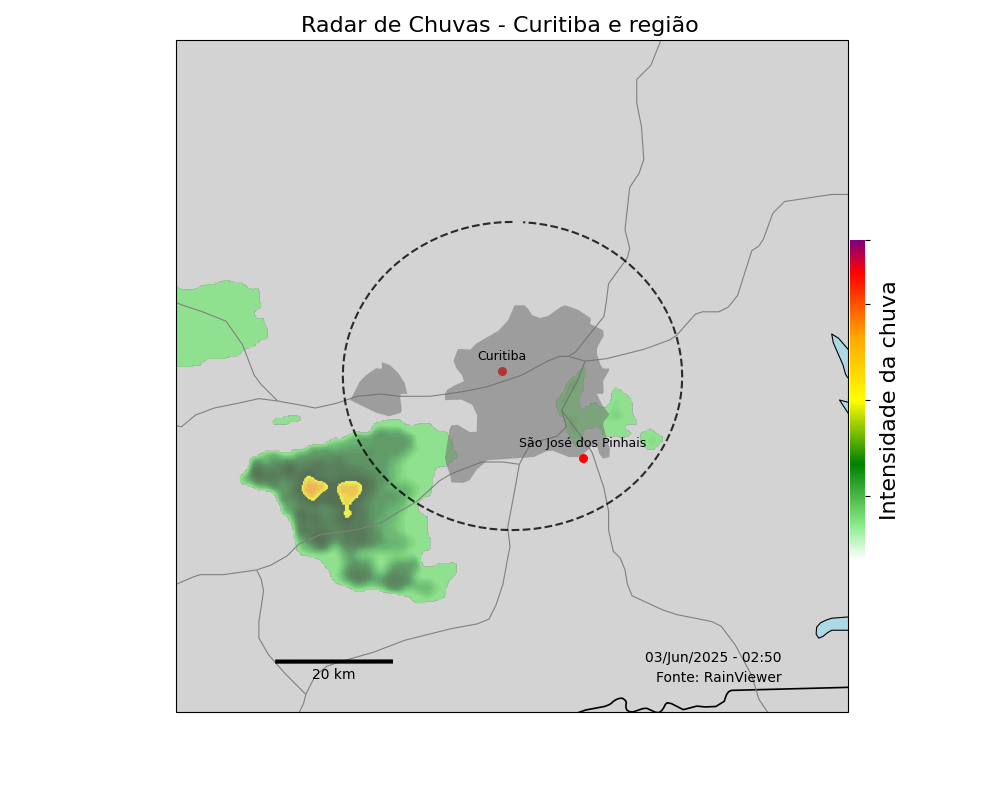 Radar de Chuvas - Curitiba e região
Curitiba
São José dos Pinhais
Intensidade da chuva
20 km
03/Jun/2025 - 02:50
Fonte: RainViewer